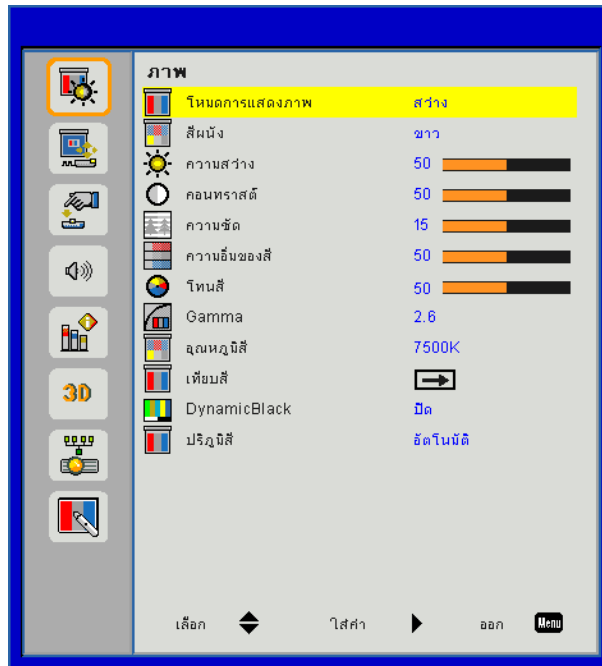 ภาพ
โหมดการแสดงภาพ สว่าง
สีผนัง ขาว
ความสว่าง 50
คอนทราสต์ 50
ความชัด 15
ความอิ่มของสี 50
โทนสี 50
Gamma 2.6
อุณหภูมิสี 7500K
เทียบสี
DynamicBlack ปิด
ปริภูมิสี อัตโนมัติ
3D
เลือก ใส่ค่า ออก Menu